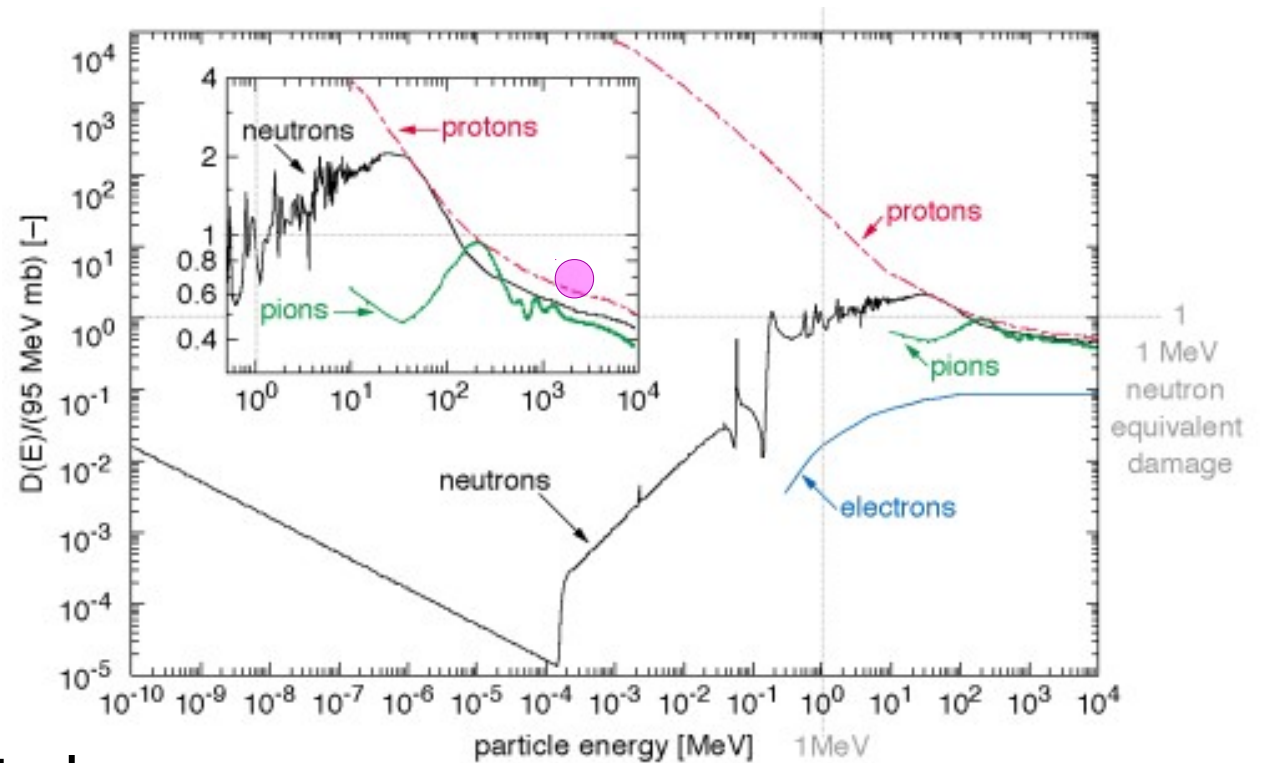 10^4
10^3
10^2
10^1
10^0
10^-1
10^-2
10^-3
10^-4
10^-5
D(E)/(95 MeV mb) [–]
4
2
1
0.8
0.6
0.4
neutrons
protons
pions
10^0 10^1 10^2 10^3 10^4
protons
pions
neutrons
electrons
1
1 MeV
neutron
equivalent
damage
10^-10 10^-9 10^-8 10^-7 10^-6 10^-5 10^-4 10^-3 10^-2 10^-1 10^0 10^1 10^2 10^3 10^4
particle energy [MeV] 1MeV